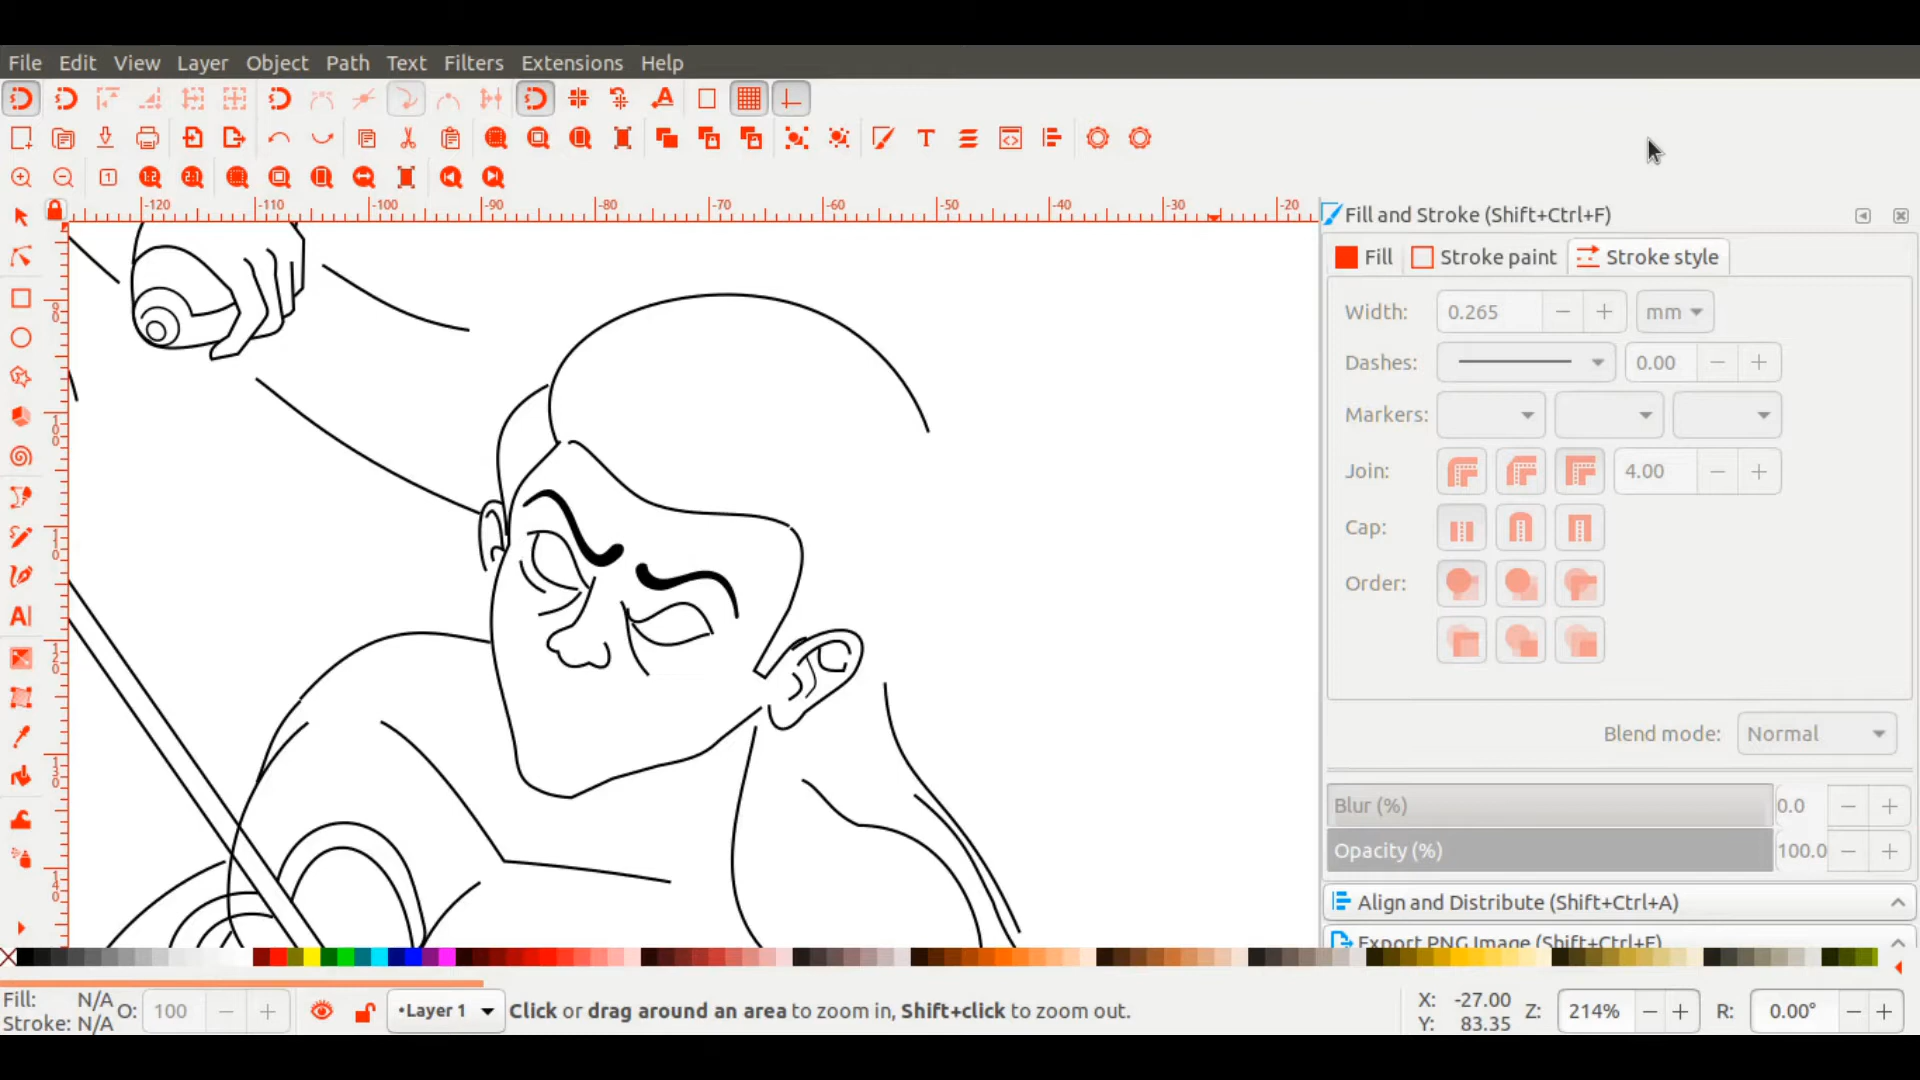 File Edit View Layer Object Path Text Filters Extensions Help
-120 -110 -100 -90 -80 -70 -60 -50 -40 -30 -20
Fill and Stroke (Shift+Ctrl+F)
Fill Stroke paint Stroke style
Width: 0.265 mm
Dashes: 0.00
Markers:
Join: 4.00
Cap:
Order:
Blend mode: Normal
Blur (%) 0.0
Opacity (%) 100.0
Align and Distribute (Shift+Ctrl+A)
Export PNG Image (Shift+Ctrl+E)
Fill: N/A
Stroke: N/A
O: 100
•Layer 1
Click or drag around an area to zoom in, Shift+click to zoom out.
X: -27.00
Y: 83.35
Z: 214%
R: 0.00°